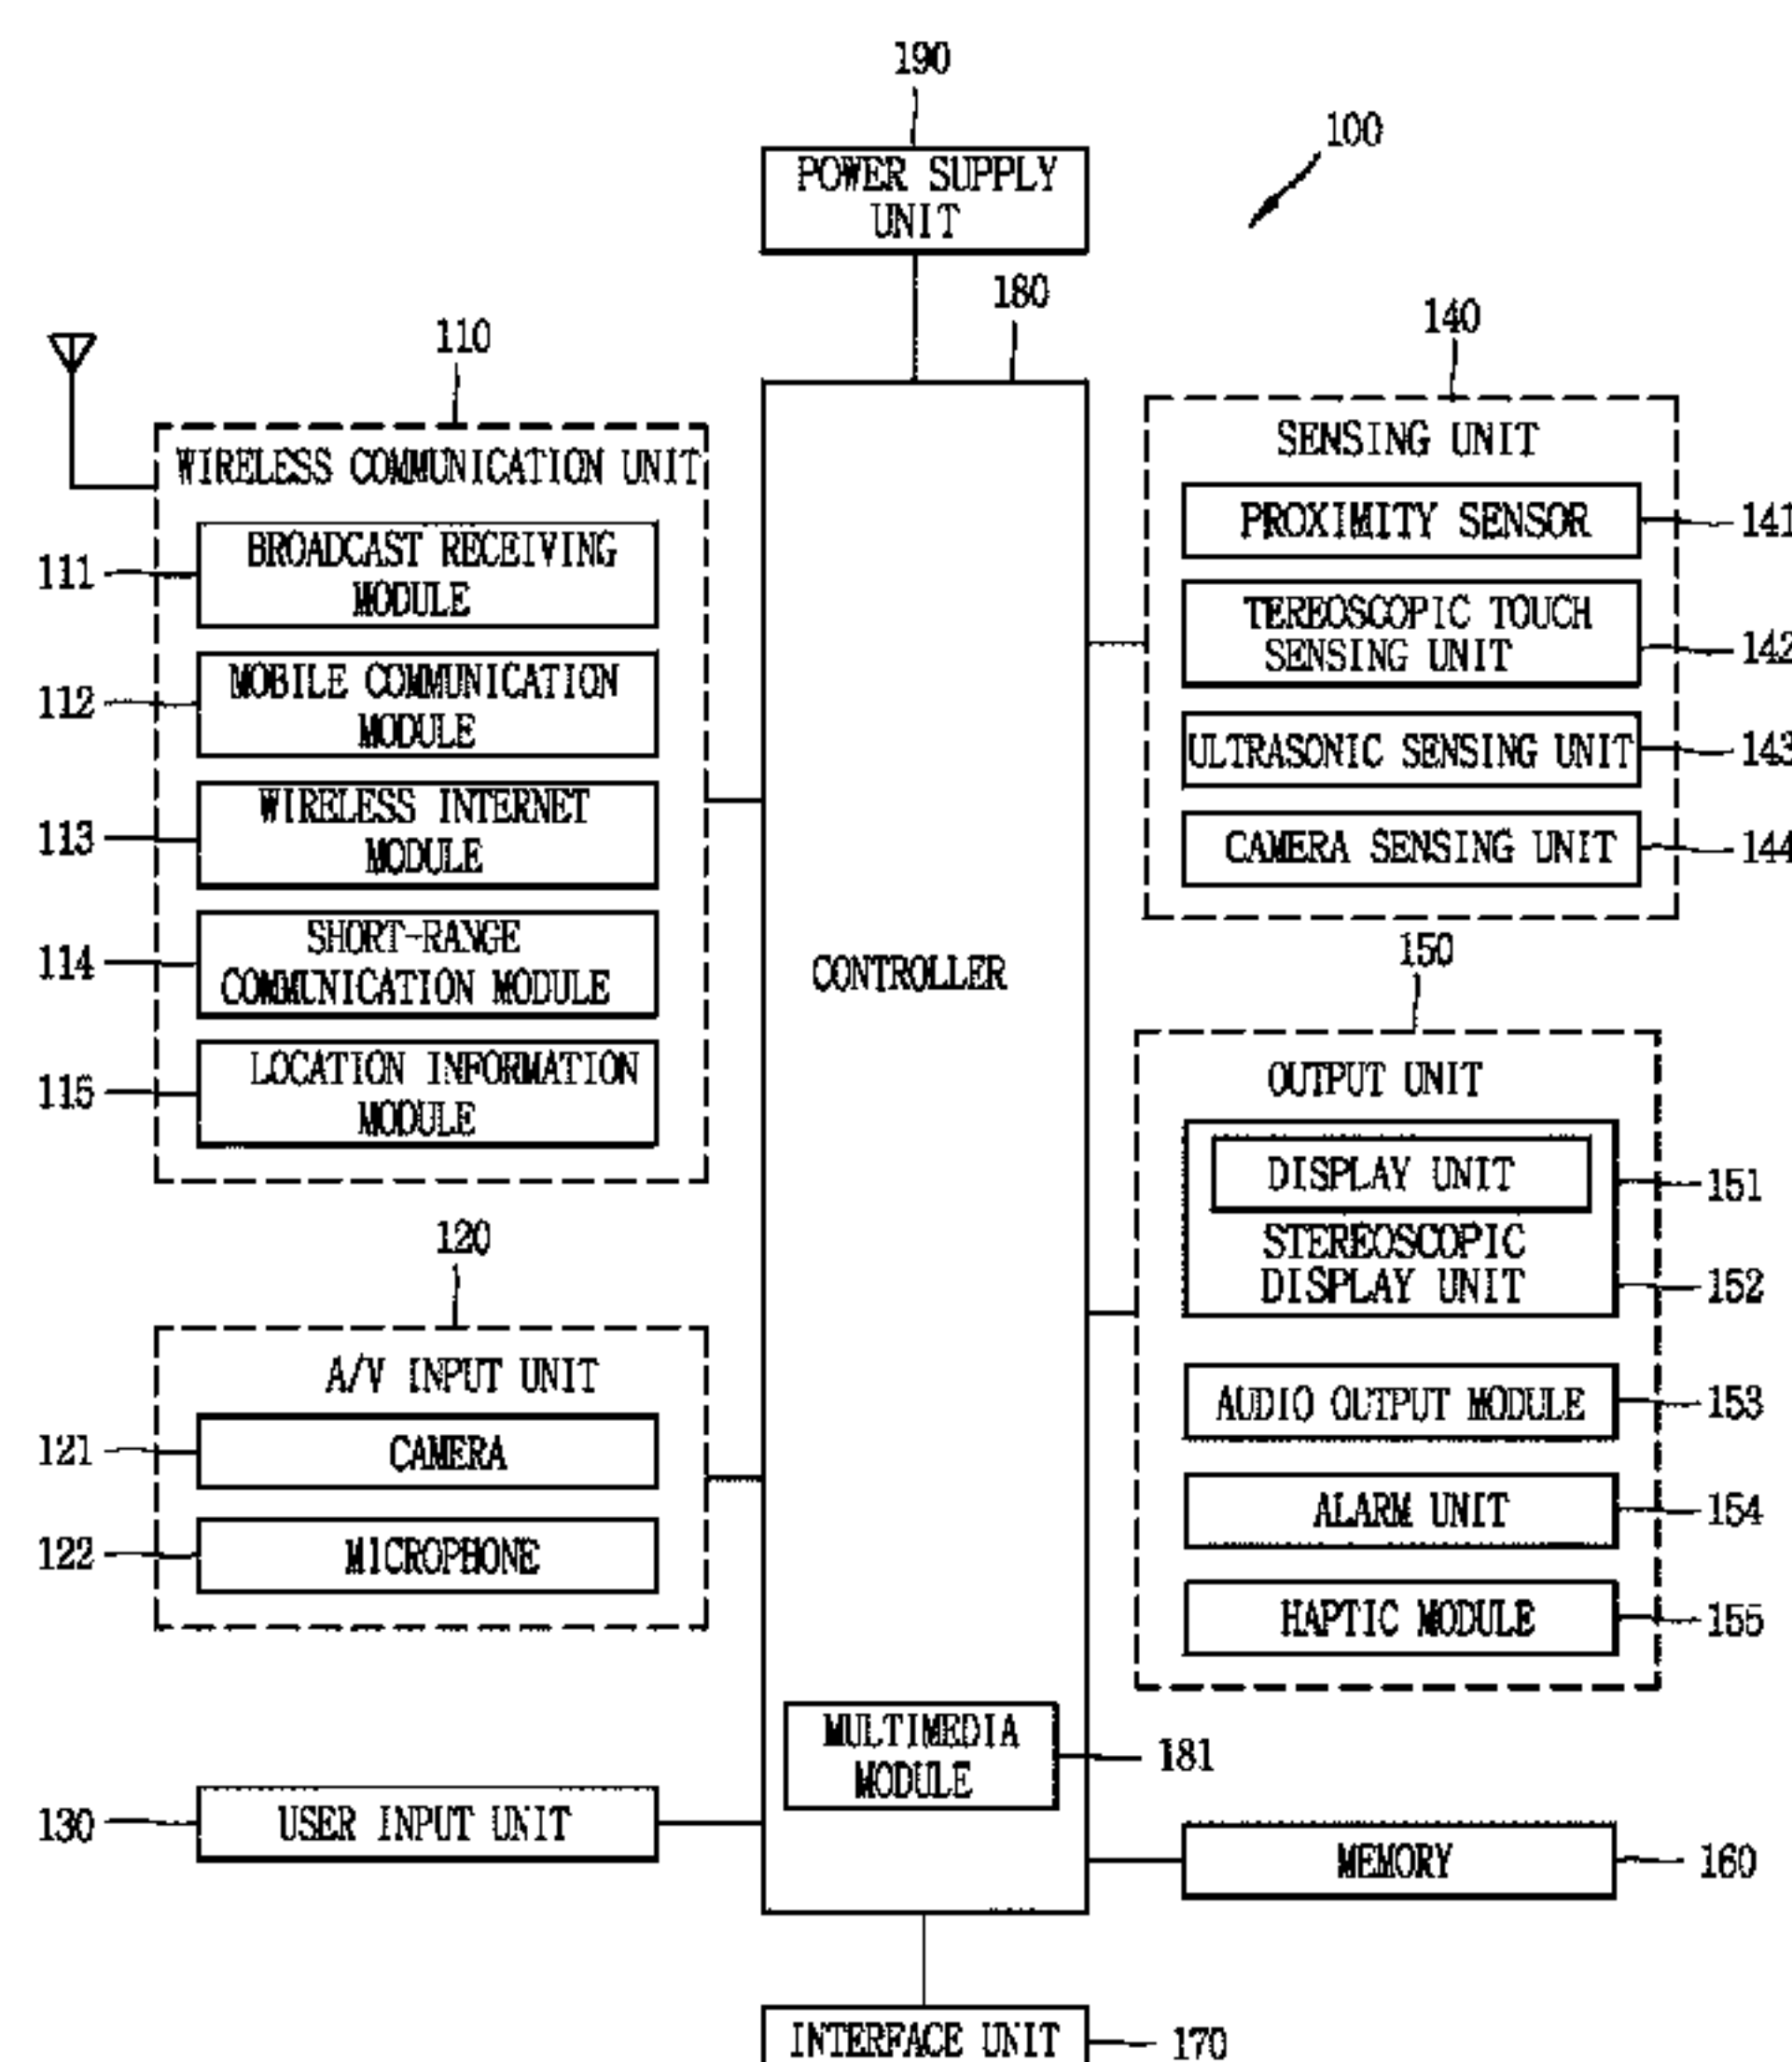 190
100
POWER SUPPLY
UNIT
180
110
WIRELESS COMMUNICATION UNIT
111
BROADCAST RECEIVING
MODULE
112
MOBILE COMMUNICATION
MODULE
113
WIRELESS INTERNET
MODULE
114
SHORT-RANGE
COMMUNICATION MODULE
115
LOCATION INFORMATION
MODULE
120
A/V INPUT UNIT
121
CAMERA
122
MICROPHONE
130
USER INPUT UNIT
CONTROLLER
MULTIMEDIA
MODULE
181
140
SENSING UNIT
PROXIMITY SENSOR
141
TEREOSCOPIC TOUCH
SENSING UNIT
142
ULTRASONIC SENSING UNIT
143
CAMERA SENSING UNIT
144
150
OUTPUT UNIT
DISPLAY UNIT
151
STEREOSCOPIC
DISPLAY UNIT
152
AUDIO OUTPUT MODULE
153
ALARM UNIT
154
HAPTIC MODULE
155
MEMORY
160
INTERFACE UNIT
170